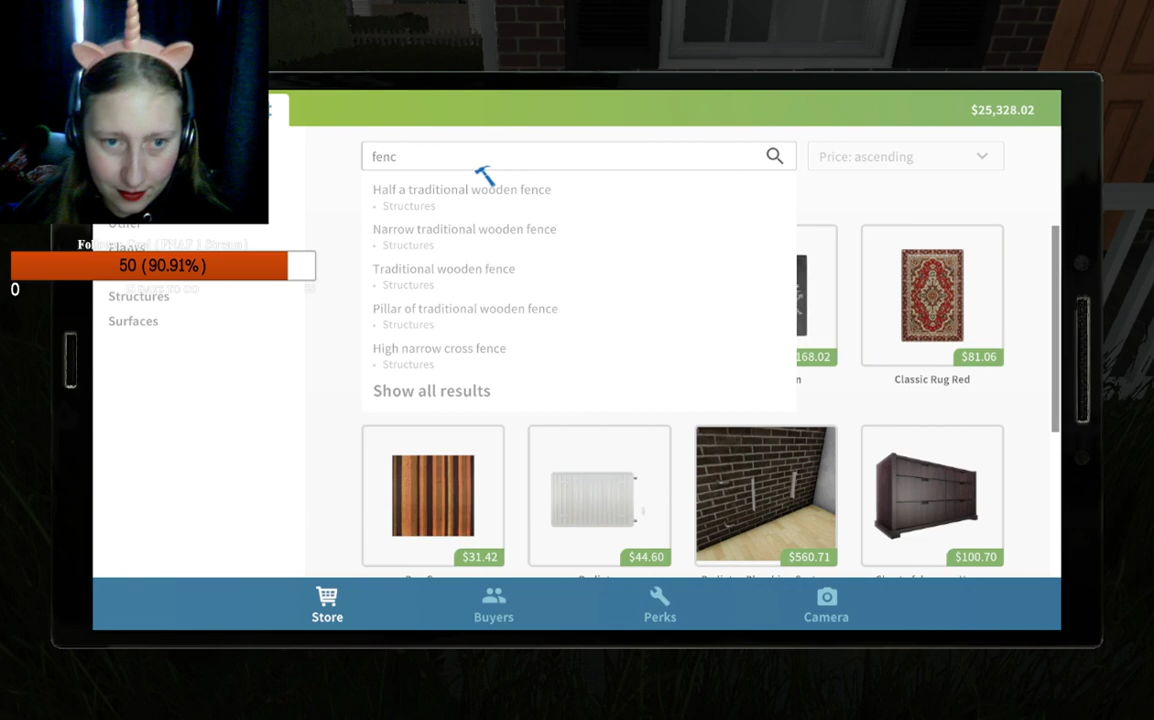 $25,328.02
fenc
Price: ascending
Half a traditional wooden fence
• Structures
Narrow traditional wooden fence
• Structures
Traditional wooden fence
• Structures
Pillar of traditional wooden fence
• Structures
High narrow cross fence
• Structures
Show all results
Other
Plants
Structures
Surfaces
50 (90.91%)
0
168.02
$81.06
Classic Rug Red
$31.42
$44.60
$560.71
$100.70
Store
Buyers
Perks
Camera